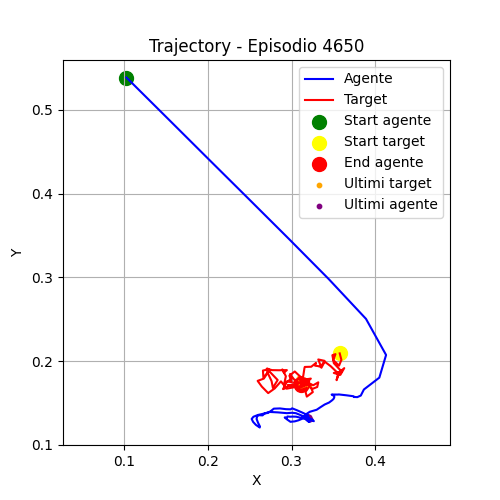 Trajectory - Episodio 4650
Agente
Target
Start agente
Start target
End agente
Ultimi target
Ultimi agente
Y
0.5
0.4
0.3
0.2
0.1
0.1 0.2 0.3 0.4
X